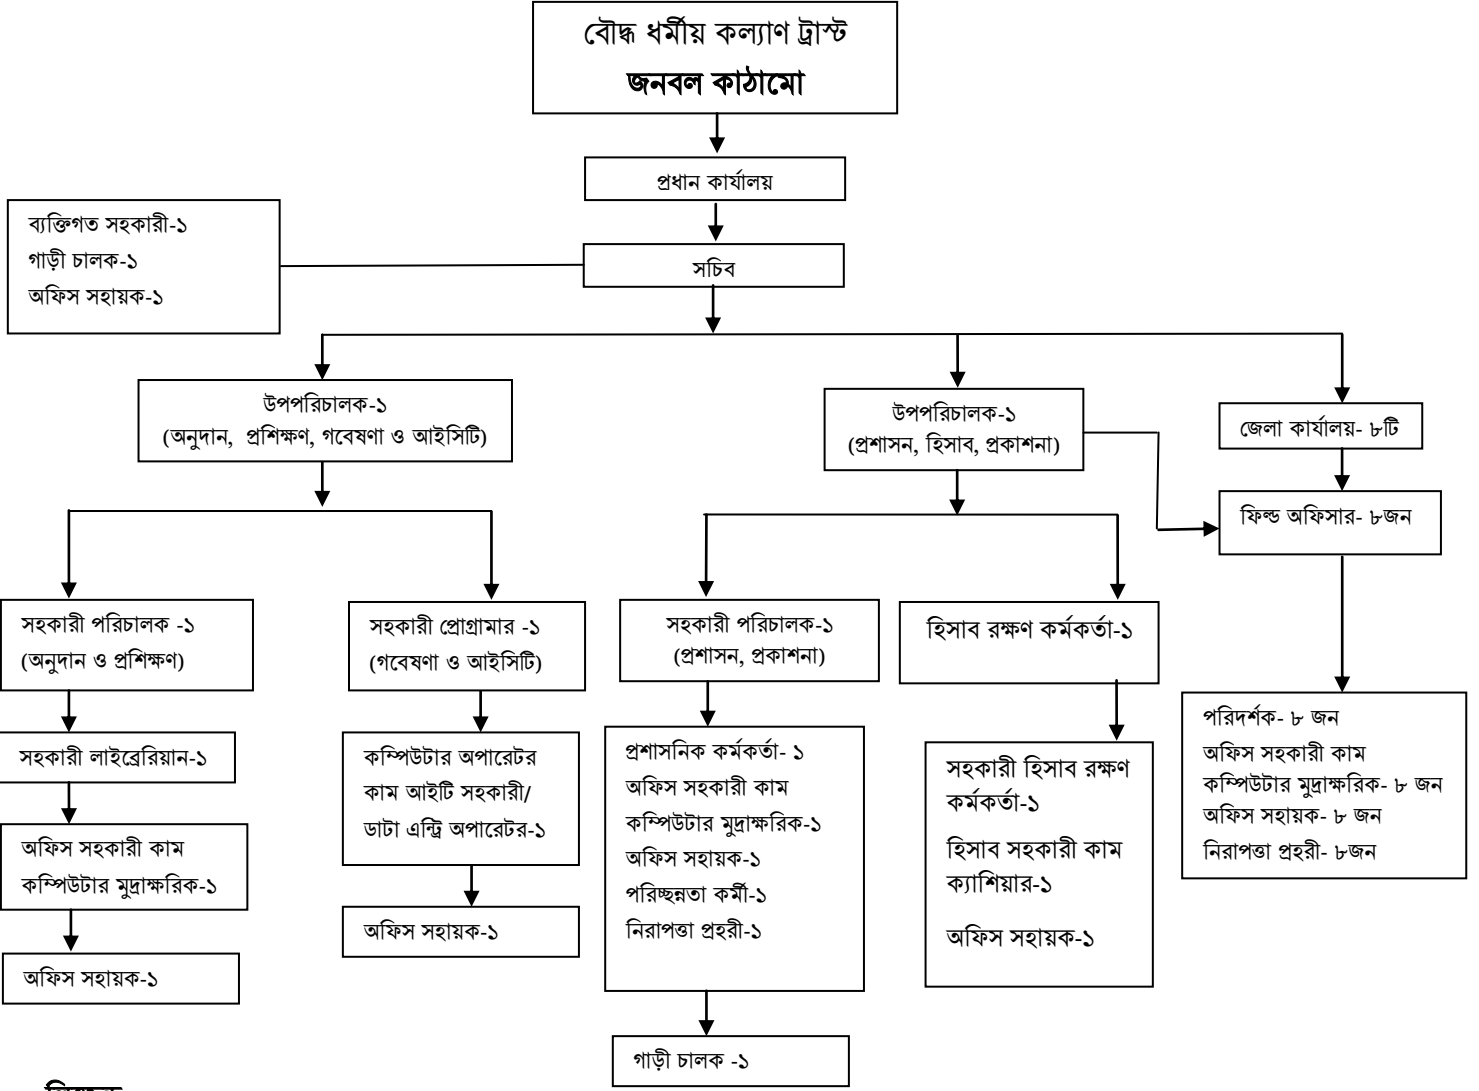 বৌদ্ধ ধর্মীয় কল্যাণ ট্রাস্ট
জনবল কাঠামো
প্রধান কার্যালয়
ব্যক্তিগত সহকারী-১
গাড়ী চালক-১
অফিস সহায়ক-১
সচিব
উপপরিচালক-১
(অনুদান, প্রশিক্ষণ, গবেষণা ও আইসিটি)
উপপরিচালক-১
(প্রশাসন, হিসাব, প্রকাশনা)
জেলা কার্যালয়- ৮টি
ফিল্ড অফিসার- ৮জন
সহকারী পরিচালক -১
(অনুদান ও প্রশিক্ষণ)
সহকারী প্রোগ্রামার -১
(গবেষণা ও আইসিটি)
সহকারী পরিচালক-১
(প্রশাসন, প্রকাশনা)
হিসাব রক্ষণ কর্মকর্তা-১
সহকারী লাইব্রেরিয়ান-১
কম্পিউটার অপারেটর
কাম আইটি সহকারী/
ডাটা এন্ট্রি অপারেটর-১
প্রশাসনিক কর্মকর্তা- ১
অফিস সহকারী কাম
কম্পিউটার মুদ্রাক্ষরিক-১
অফিস সহায়ক-১
পরিচ্ছন্নতা কর্মী-১
নিরাপত্তা প্রহরী-১
সহকারী হিসাব রক্ষণ
কর্মকর্তা-১
হিসাব সহকারী কাম
ক্যাশিয়ার-১
অফিস সহায়ক-১
পরিদর্শক- ৮ জন
অফিস সহকারী কাম
কম্পিউটার মুদ্রাক্ষরিক- ৮ জন
অফিস সহায়ক- ৮ জন
নিরাপত্তা প্রহরী- ৮জন
অফিস সহকারী কাম
কম্পিউটার মুদ্রাক্ষরিক-১
অফিস সহায়ক-১
অফিস সহায়ক-১
গাড়ী চালক -১